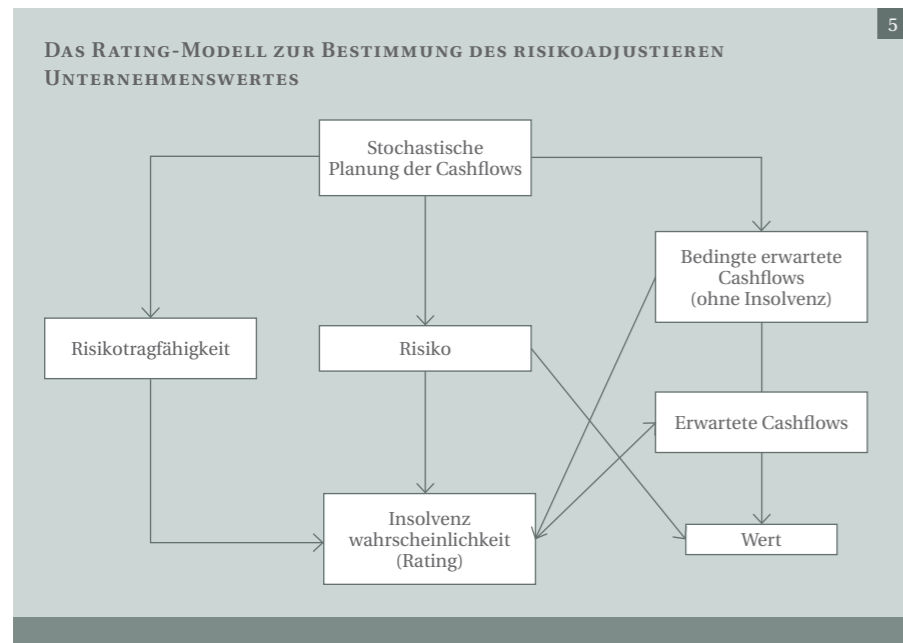 5
DAS RATING-MODELL ZUR BESTIMMUNG DES RISIKOADJUSTIEREN
UNTERNEHMENSWERTES
Stochastische
Planung der Cashflows
Bedingte erwartete
Cashflows
(ohne Insolvenz)
Risikotragfähigkeit
Risiko
Erwartete Cashflows
Insolvenz
wahrscheinlichkeit
(Rating)
Wert